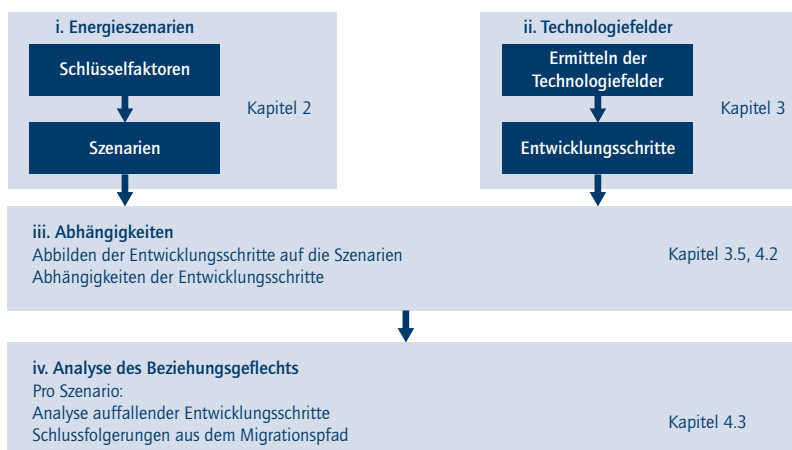 i. Energieszenarien
Schlüsselfaktoren
Kapitel 2
Szenarien
ii. Technologiefelder
Ermitteln der
Technologiefelder
Kapitel 3
Entwicklungsschritte
iii. Abhängigkeiten
Abbilden der Entwicklungsschritte auf die Szenarien
Abhängigkeiten der Entwicklungsschritte
Kapitel 3.5, 4.2
iv. Analyse des Beziehungsgeflechts
Pro Szenario:
Analyse auffallender Entwicklungsschritte
Schlussfolgerungen aus dem Migrationspfad
Kapitel 4.3